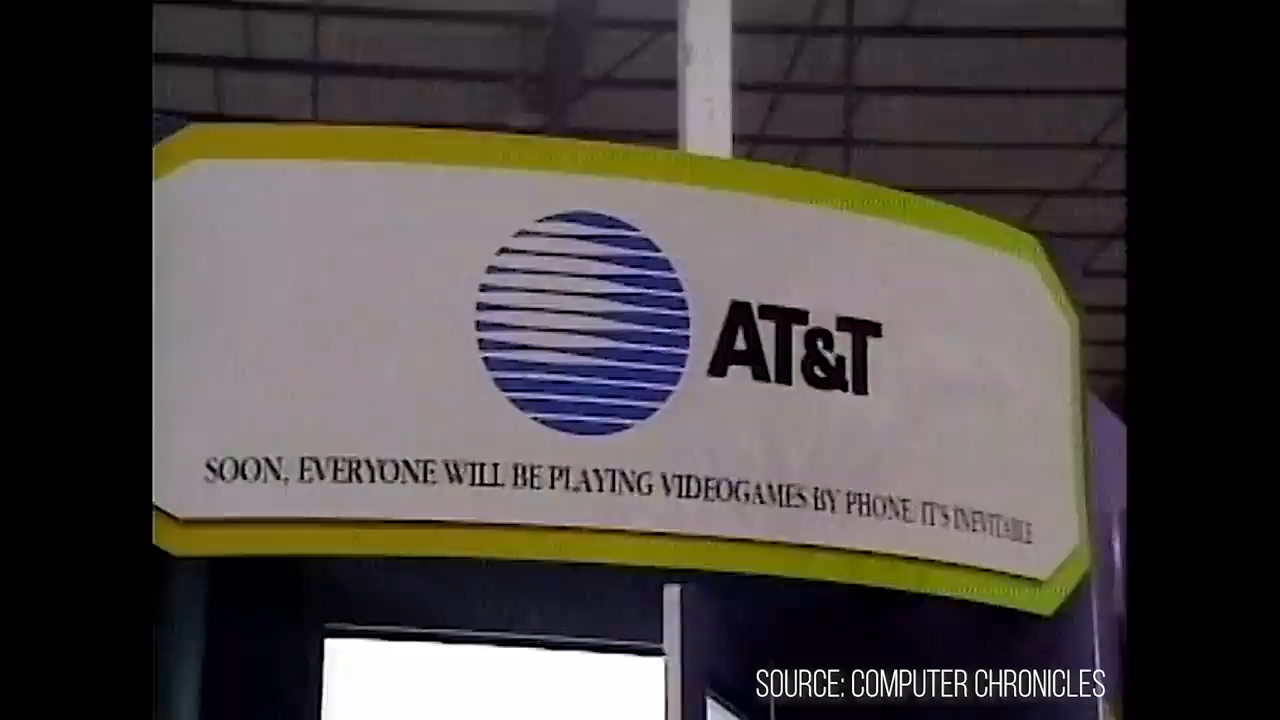 AT&T
SOON, EVERYONE WILL BE PLAYING VIDEOGAMES BY PHONE. IT'S INEVITABLE
SOURCE: COMPUTER CHRONICLES